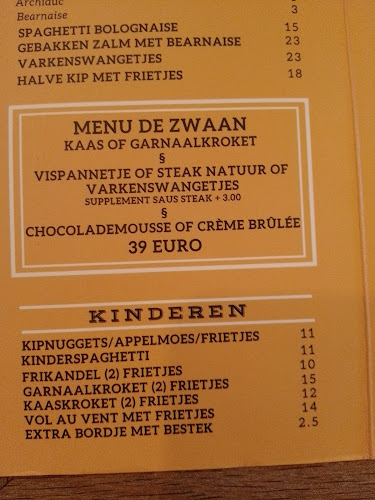 Archiduc 3
Bearnaise 3
SPAGHETTI BOLOGNAISE 15
GEBAKKEN ZALM MET BEARNAISE 23
VARKENSWANGETJES 23
HALVE KIP MET FRIETJES 18
MENU DE ZWAAN
KAAS OF GARNAALKROKET
§
VISPANNETJE OF STEAK NATUUR OF
VARKENSWANGETJES
SUPPLEMENT SAUS STEAK + 3.00
§
CHOCOLADEMOUSSE OF CRÈME BRÛLÉE
39 EURO
KINDEREN
KIPNUGGETS/APPELMOES/FRIETJES 11
KINDERSPAGHETTI 11
FRIKANDEL (2) FRIETJES 10
GARNAALKROKET (2) FRIETJES 15
KAASKROKET (2) FRIETJES 12
VOL AU VENT MET FRIETJES 14
EXTRA BORDJE MET BESTEK 2.5